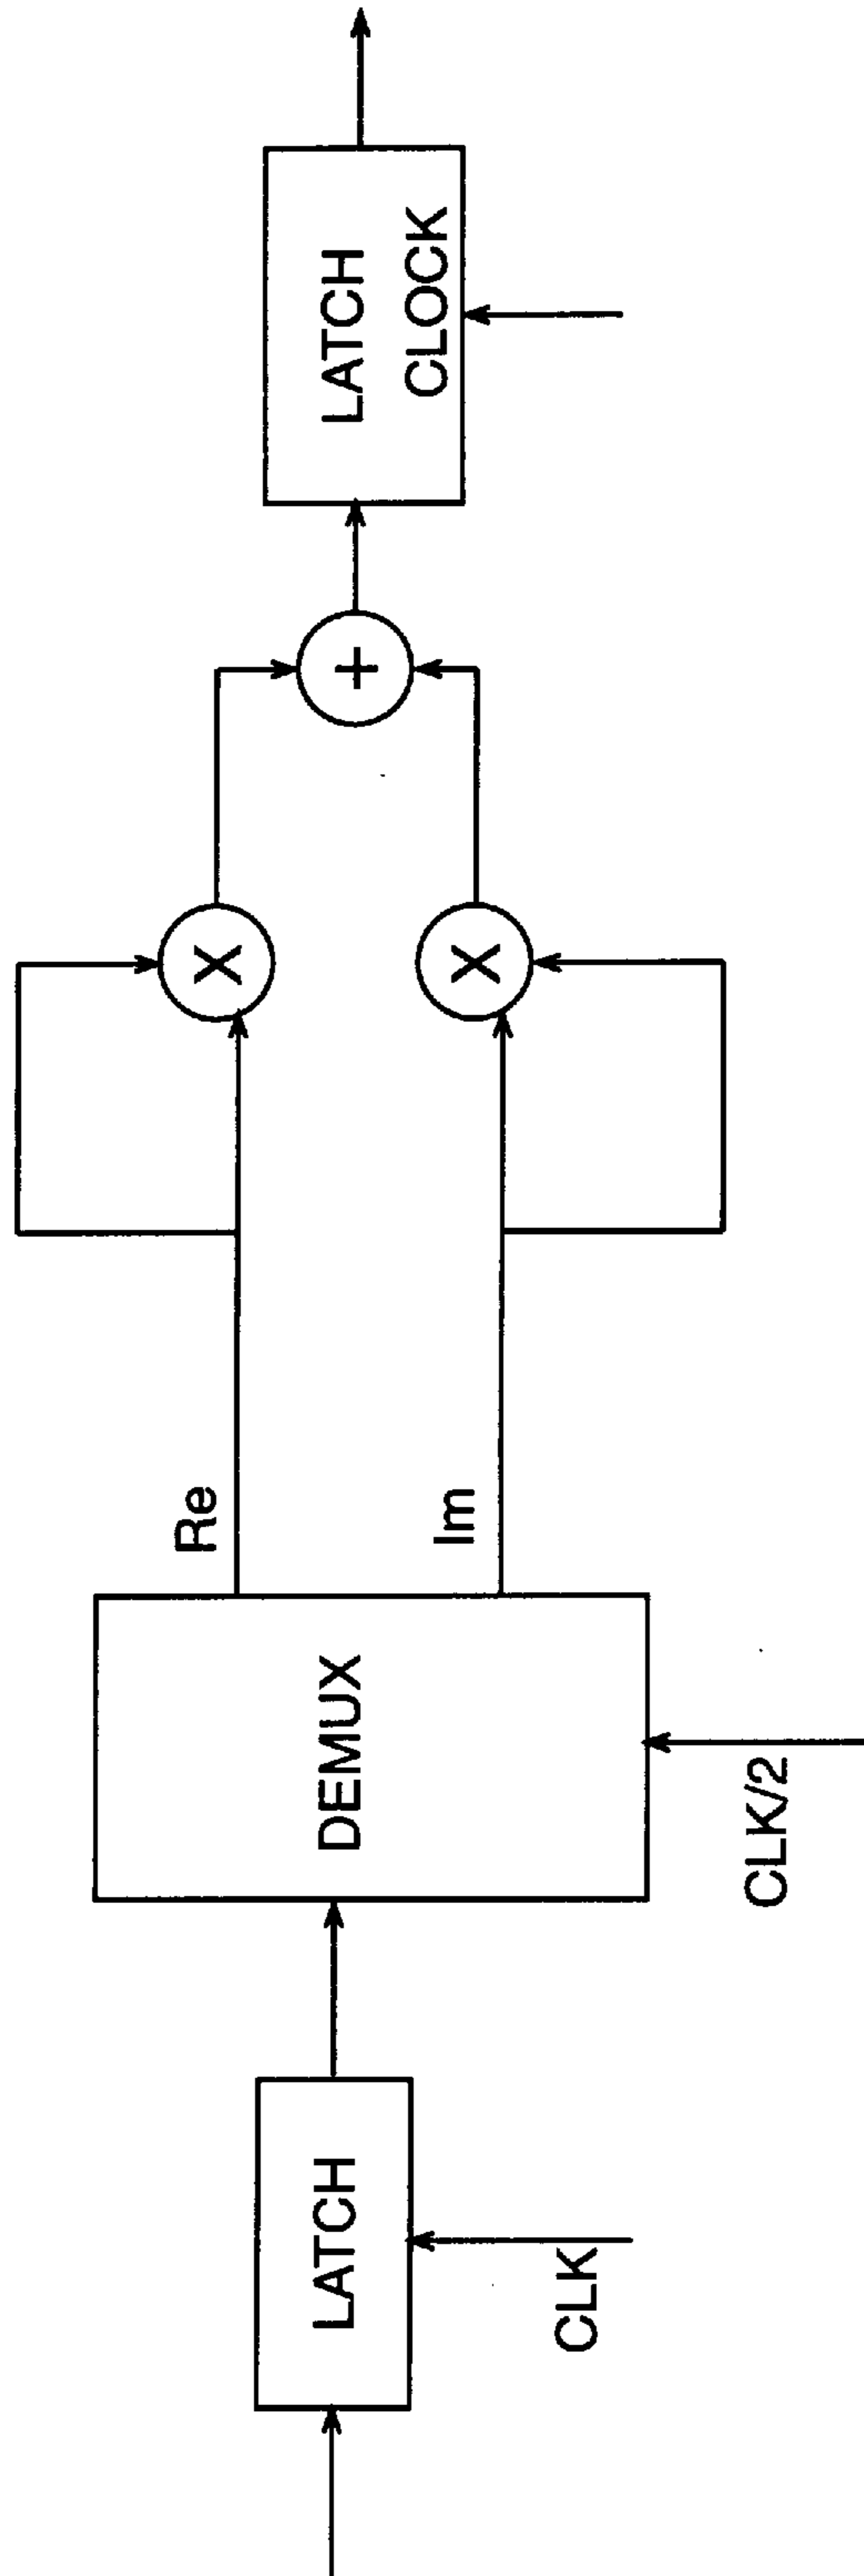 LATCH
CLK
DEMUX
CLK/2
Re
Im
X
X
+
LATCH
CLOCK